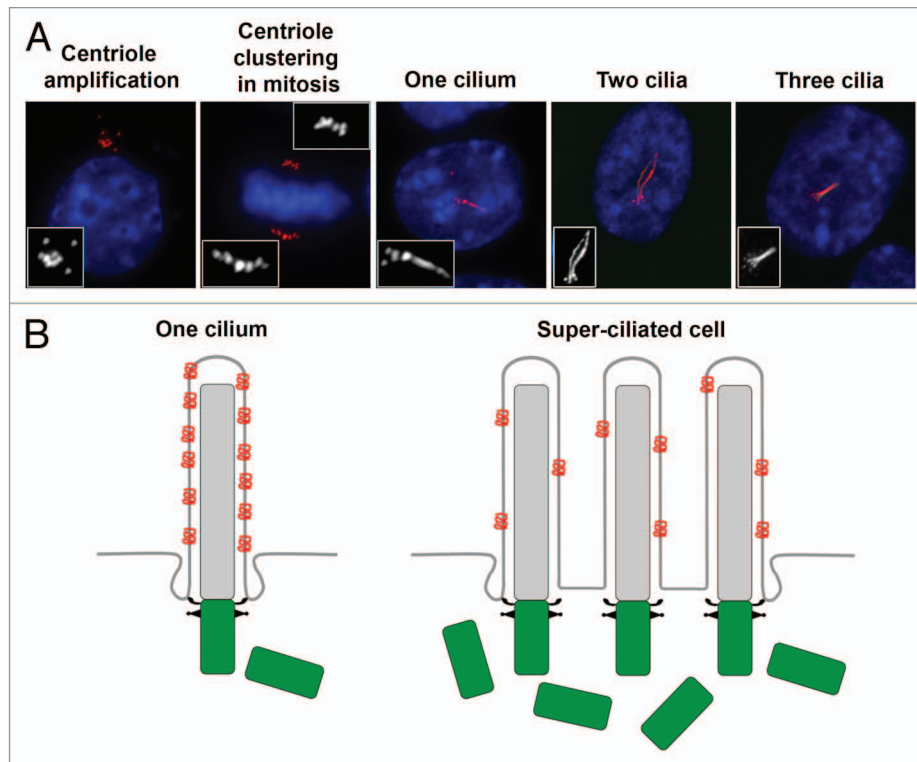 A
Centriole
amplification
Centriole
clustering
in mitosis
One cilium
Two cilia
Three cilia
B
One cilium
Super-ciliated cell